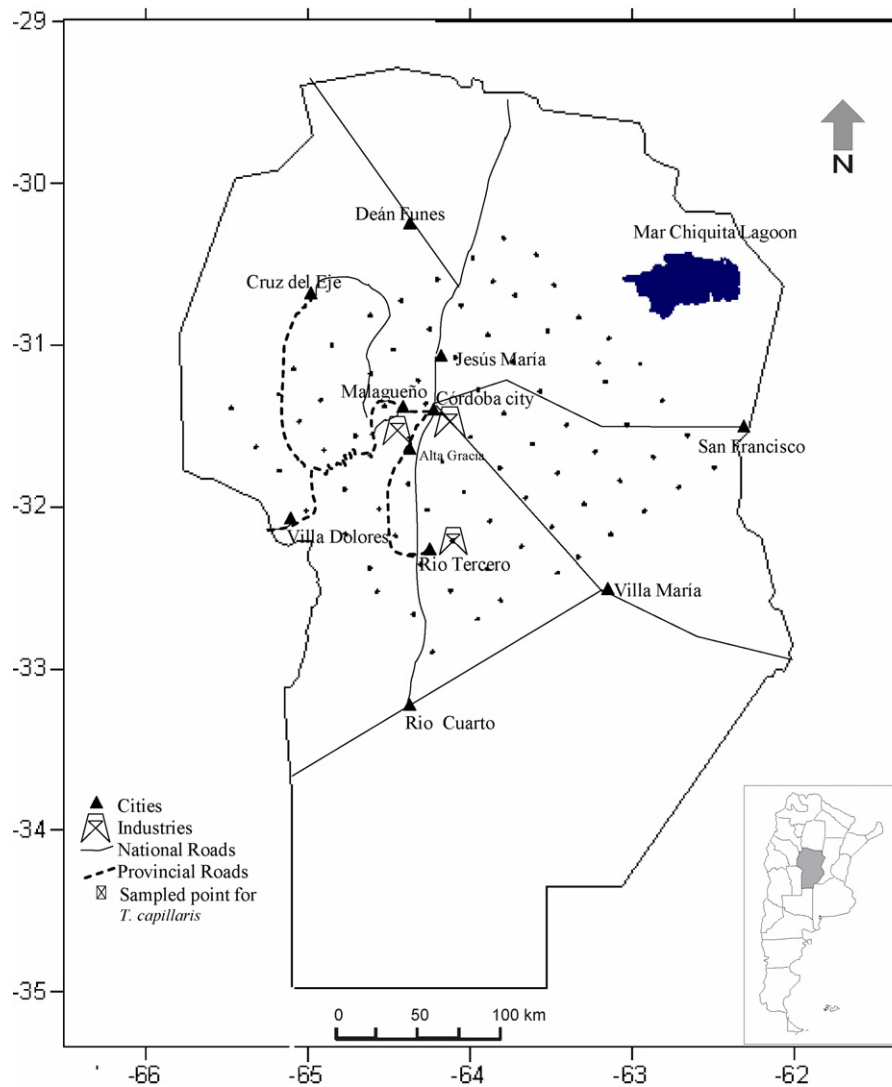 -29
N
-30
Deán Funes
Mar Chiquita Lagoon
Cruz del Eje
-31
Jesús María
Malagueño
Córdoba city
San Francisco
Alta Gracia
-32
Villa Dolores
Rio Tercero
Villa María
-33
Rio Cuarto
Cities
Industries
-34
National Roads
Provincial Roads
Sampled point for
T. capillaris
-35
0 50 100 km
-66 -65 -64 -63 -62